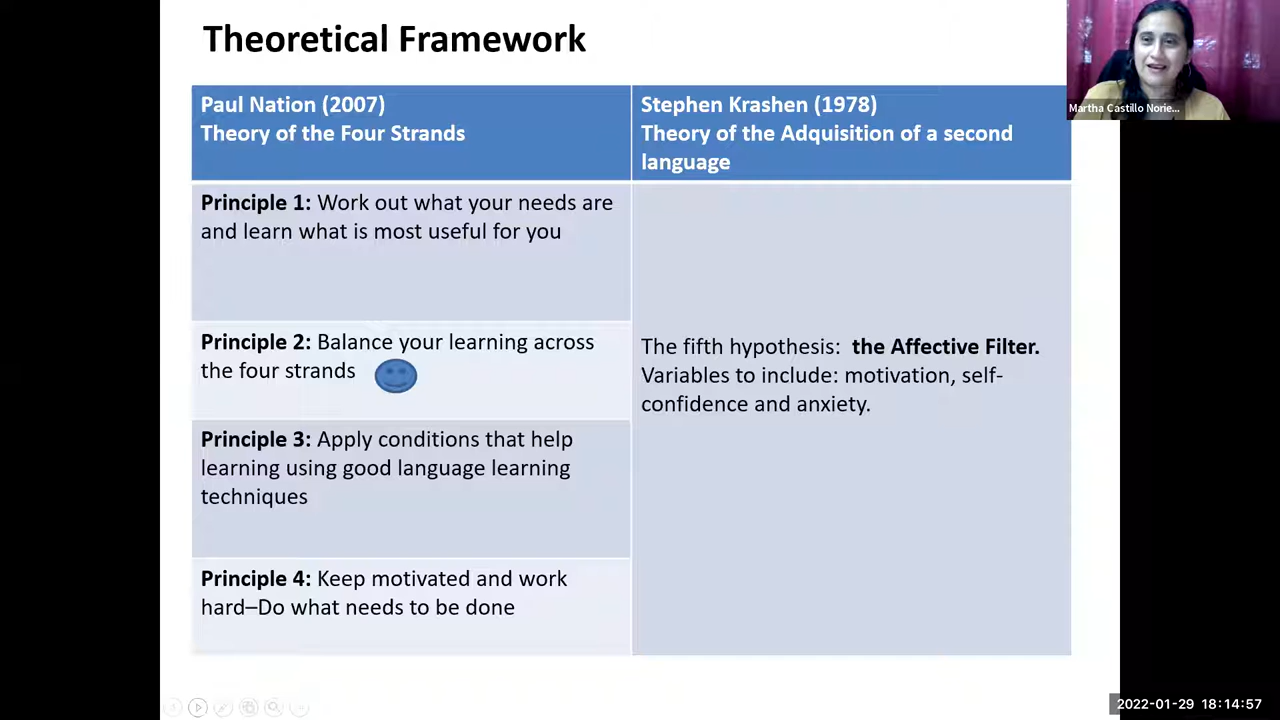 Theoretical Framework
Paul Nation (2007)
Theory of the Four Strands
Stephen Krashen (1978)
Theory of the Adquisition of a second
language
Principle 1: Work out what your needs are
and learn what is most useful for you
Principle 2: Balance your learning across
the four strands
Principle 3: Apply conditions that help
learning using good language learning
techniques
Principle 4: Keep motivated and work
hard–Do what needs to be done
The fifth hypothesis: the Affective Filter.
Variables to include: motivation, self-
confidence and anxiety.
Martha Castillo Norie...
2022-01-29 18:14:57